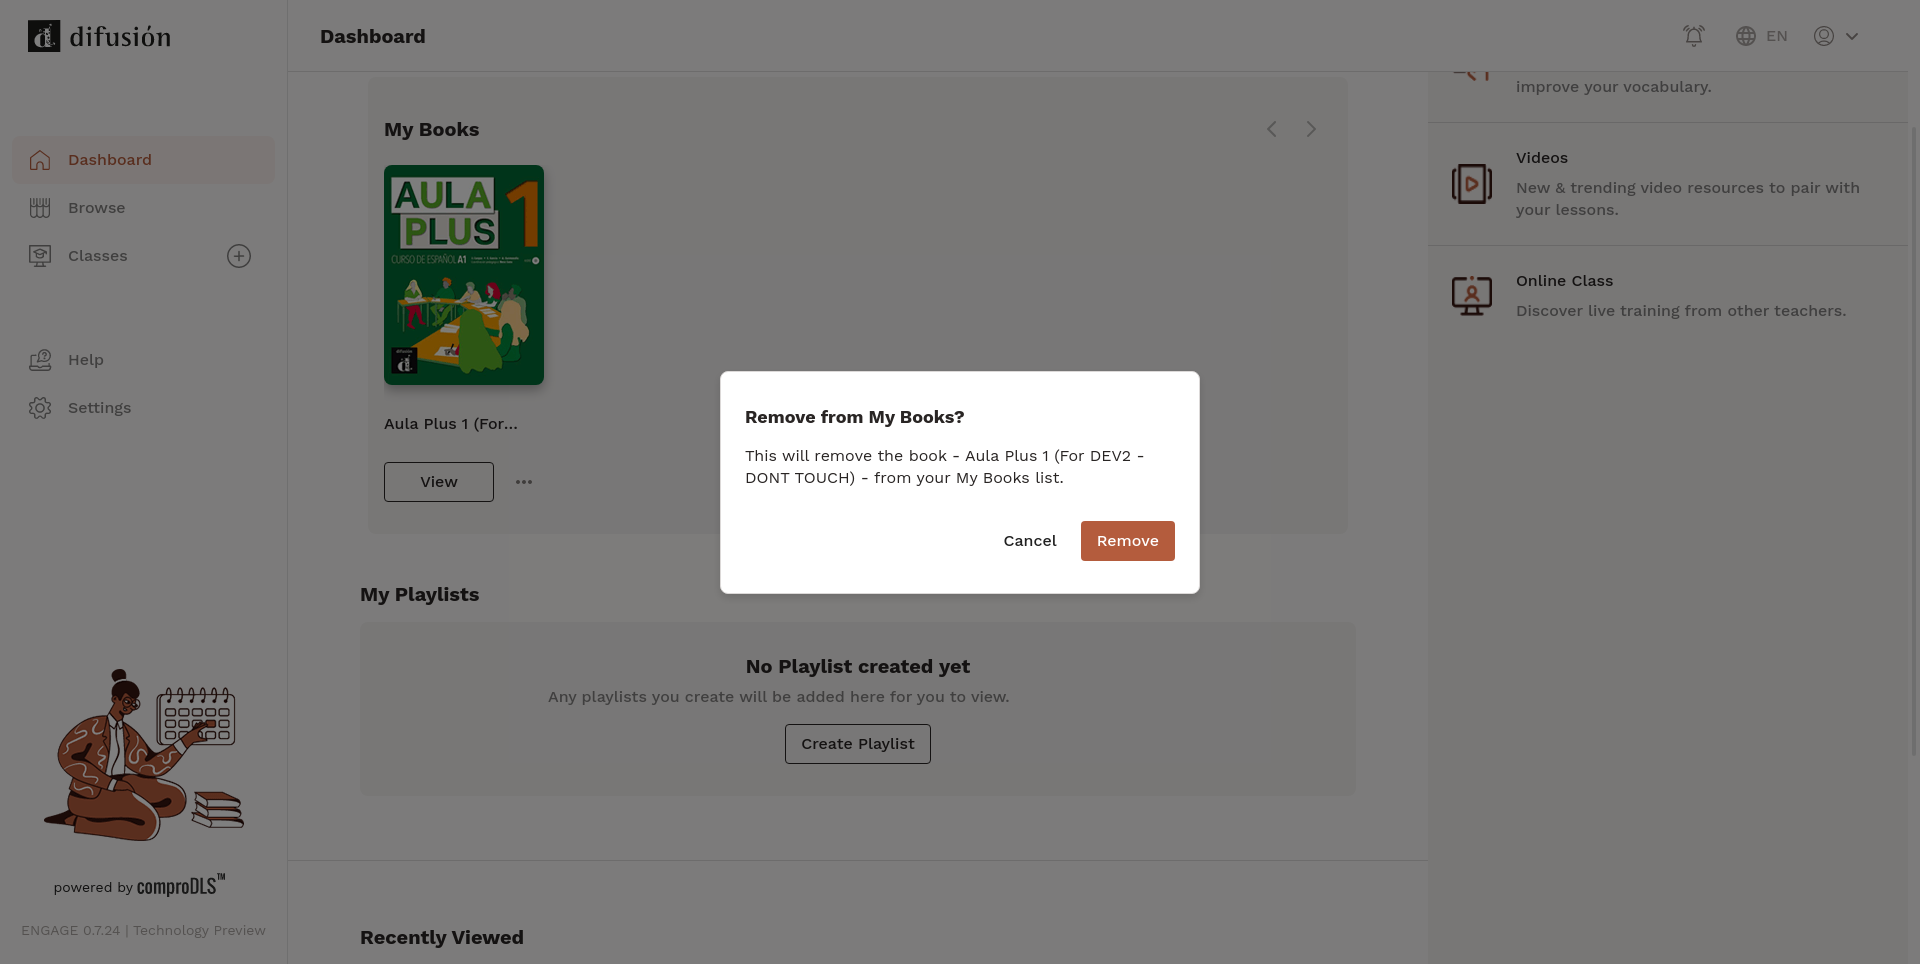 difusión
Dashboard
EN
Dashboard
Browse
Classes
Help
Settings
powered by comproDLS™
ENGAGE 0.7.24 | Technology Preview
My Books
AULA
PLUS 1
CURSO DE ESPAÑOL A1
difusión
Aula Plus 1 (For...
View
My Playlists
No Playlist created yet
Any playlists you create will be added here for you to view.
Create Playlist
Recently Viewed
improve your vocabulary.
Videos
New & trending video resources to pair with
your lessons.
Online Class
Discover live training from other teachers.
Remove from My Books?
This will remove the book - Aula Plus 1 (For DEV2 -
DONT TOUCH) - from your My Books list.
Cancel
Remove